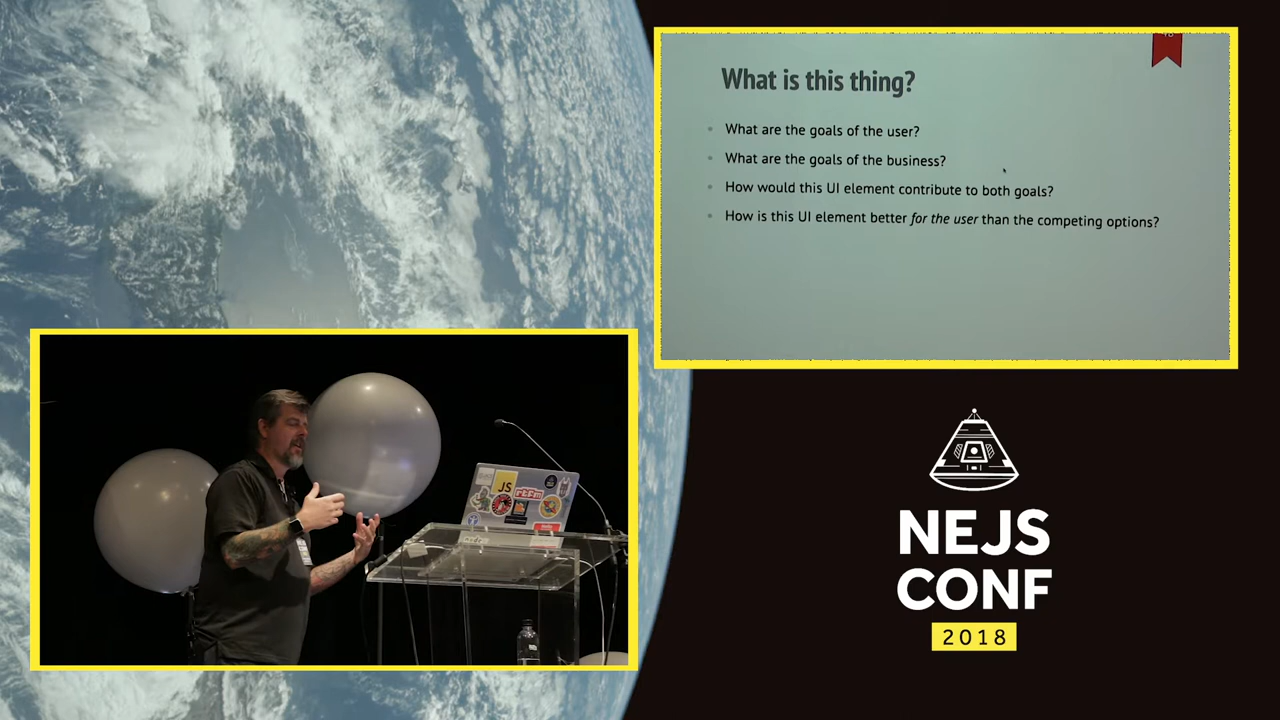 What is this thing?
What are the goals of the user?
What are the goals of the business?
How would this UI element contribute to both goals?
How is this UI element better for the user than the competing options?
JS
rtfm
NEJS
CONF
2018